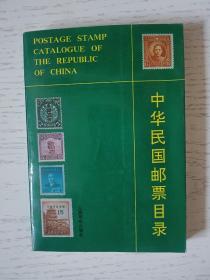 POSTAGE STAMP
CATALOGUE OF
THE REPUBLIC
OF CHINA
中华民国邮票目录